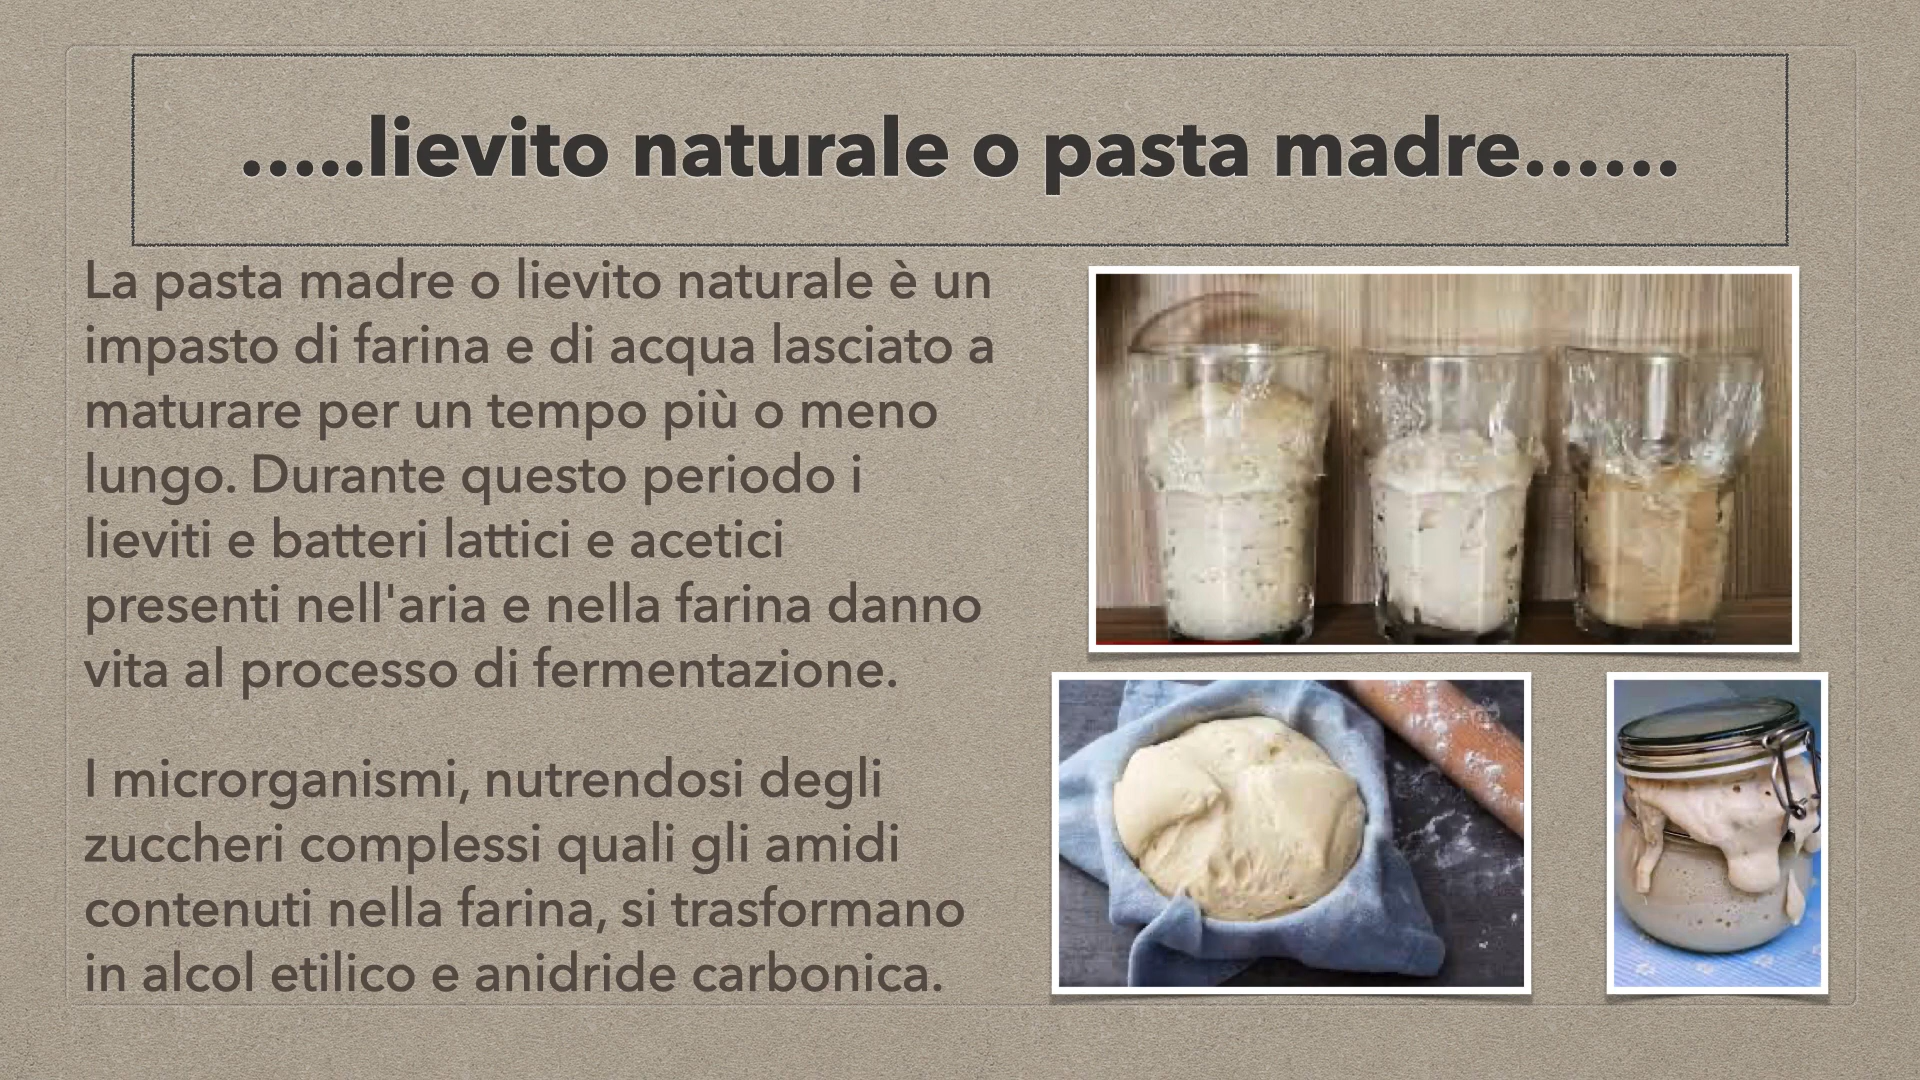 .....lievito naturale o pasta madre......
La pasta madre o lievito naturale è un
impasto di farina e di acqua lasciato a
maturare per un tempo più o meno
lungo. Durante questo periodo i
lieviti e batteri lattici e acetici
presenti nell'aria e nella farina danno
vita al processo di fermentazione.
I microrganismi, nutrendosi degli
zuccheri complessi quali gli amidi
contenuti nella farina, si trasformano
in alcol etilico e anidride carbonica.